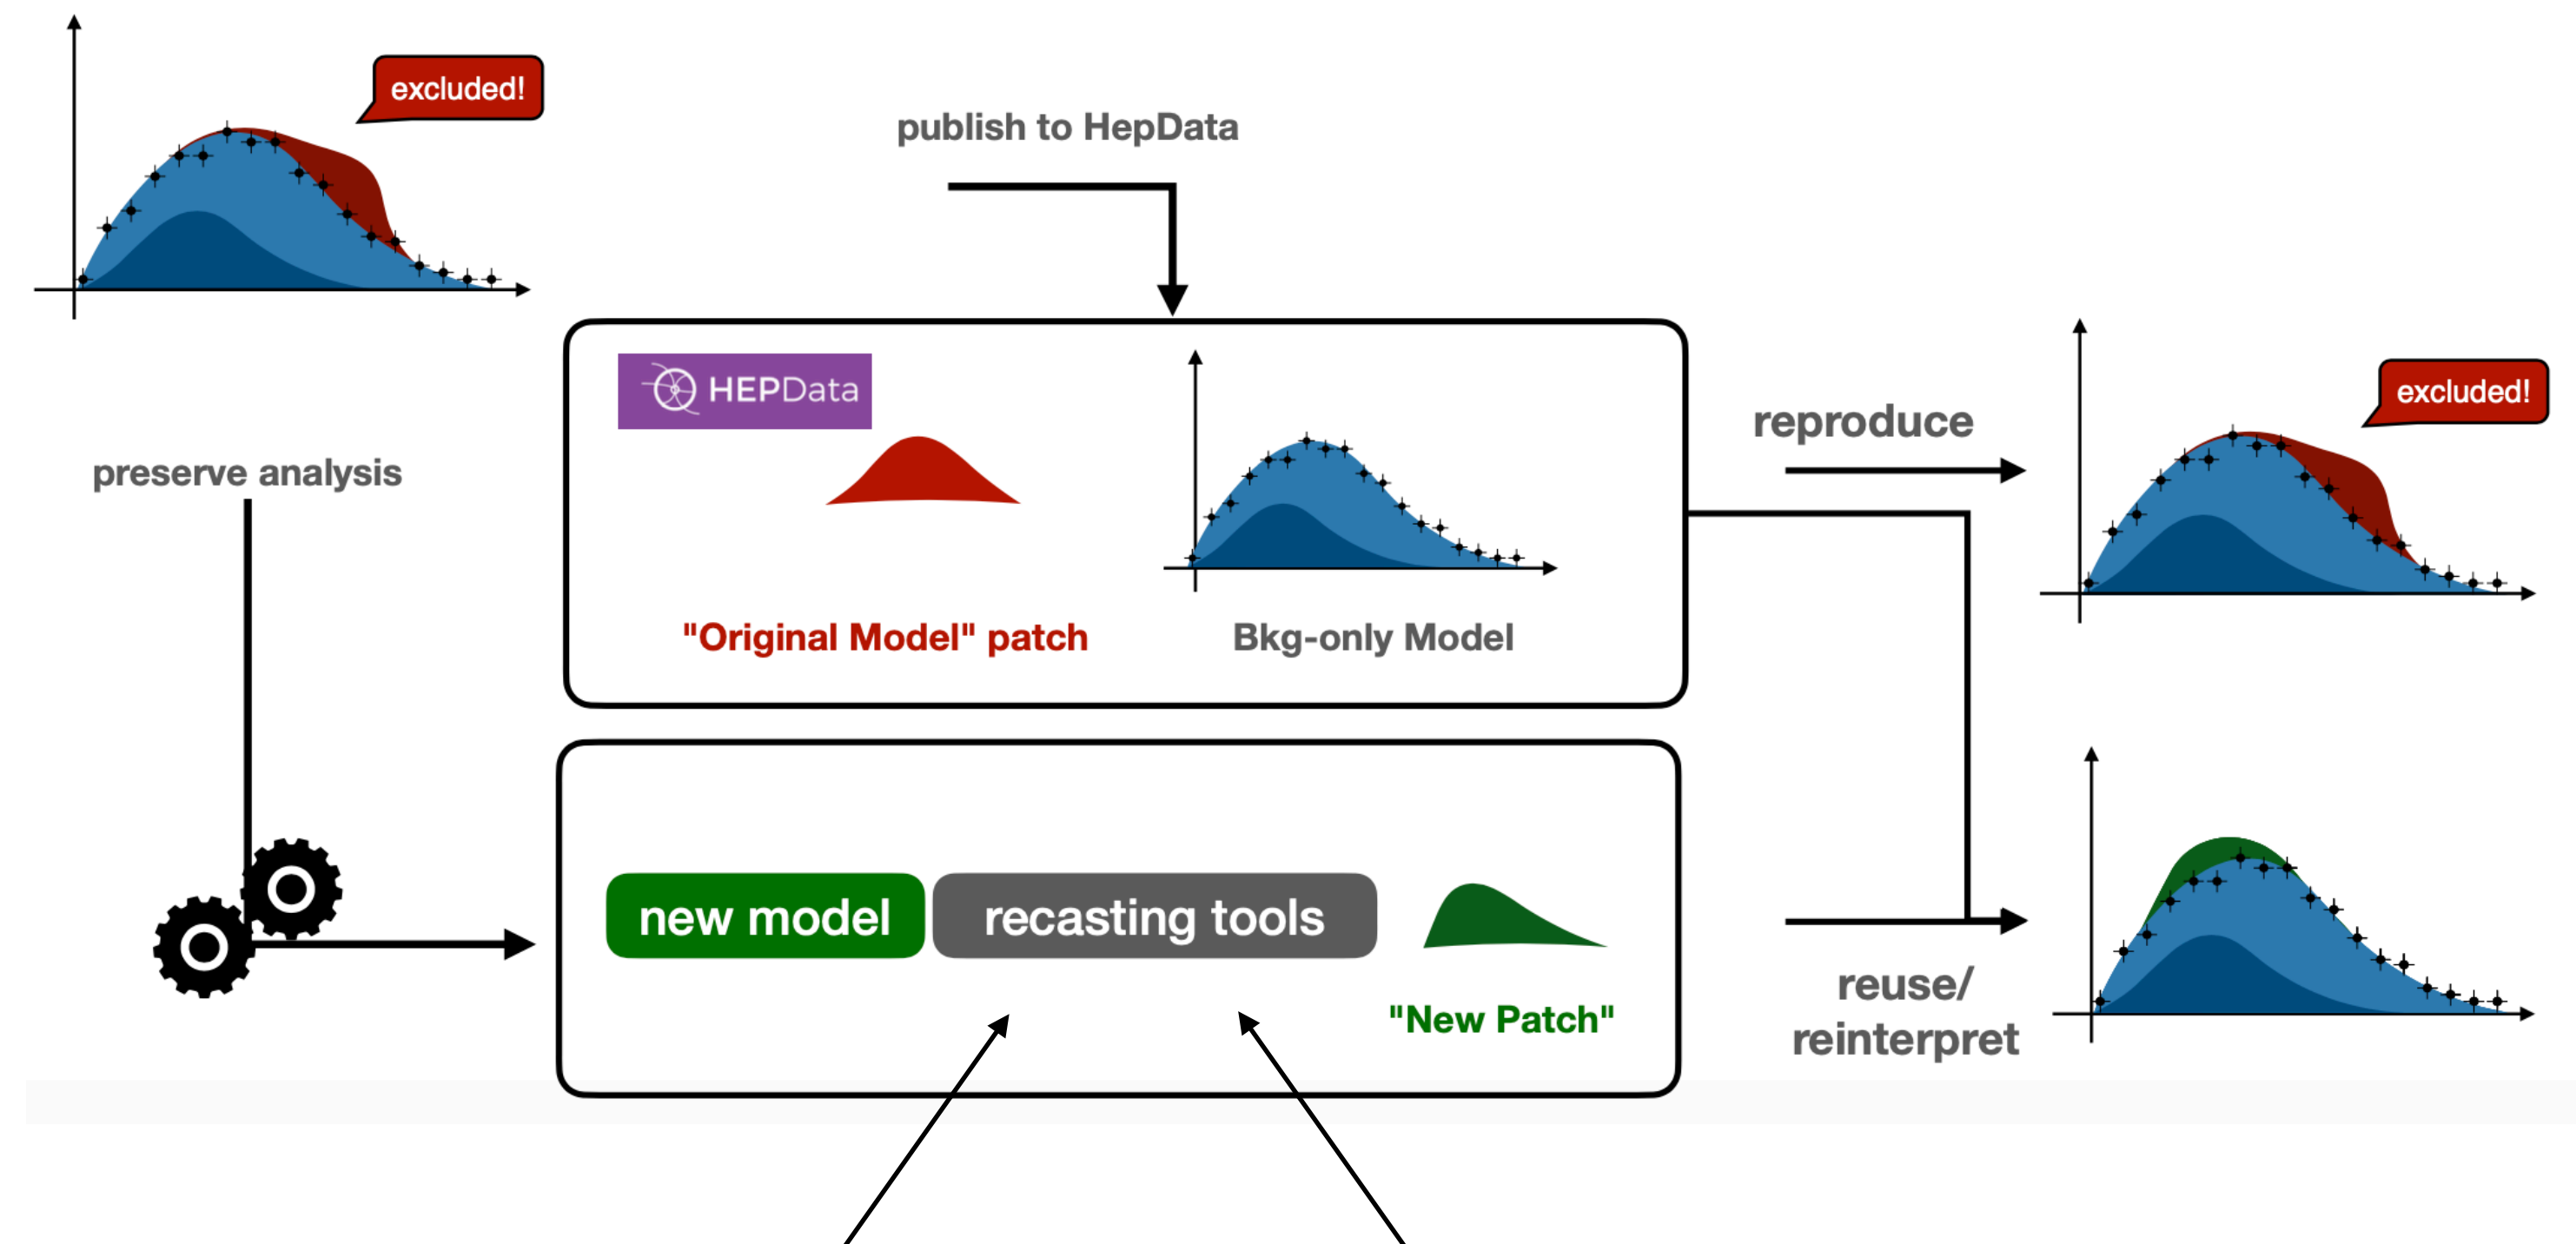 excluded!
publish to HepData
HEPData
preserve analysis
"Original Model" patch
Bkg-only Model
reproduce
excluded!
new model
recasting tools
"New Patch"
reuse/
reinterpret